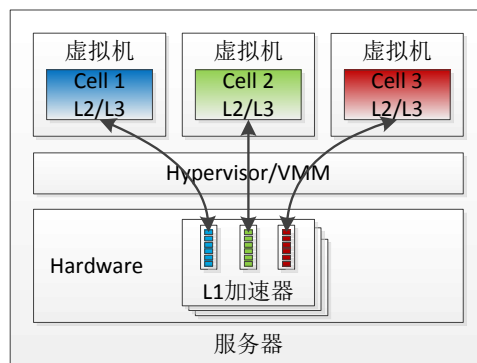 虚拟机
虚拟机
虚拟机
Cell 1
L2/L3
Cell 2
L2/L3
Cell 3
L2/L3
Hypervisor/VMM
Hardware
L1加速器
服务器